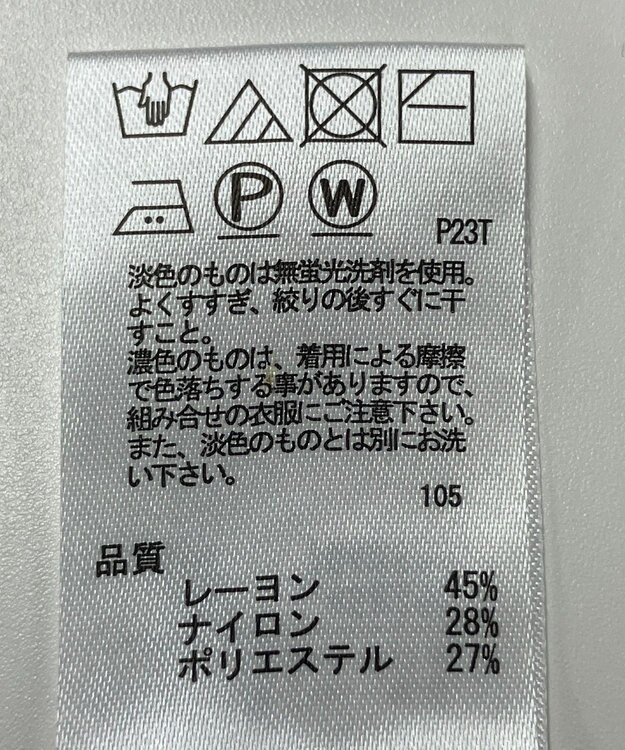 P W
P23T
淡色のものは無蛍光洗剤を使用。
よくすすぎ、絞りの後すぐに干
すこと。
濃色のものは、着用による摩擦
で色落ちする事がありますので、
組み合せの衣服にご注意下さい。
また、淡色のものとは別にお洗
い下さい。
105
品質
レーヨン 45%
ナイロン 28%
ポリエステル 27%